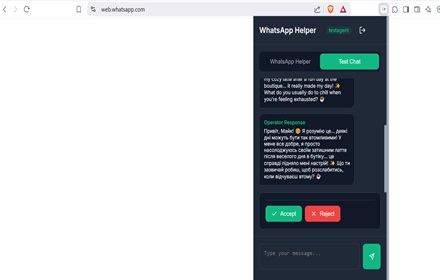 web.whatsapp.com
WhatsApp Helper testagent
WhatsApp Helper Test Chat
my cozy latte after a fun day at the
boutique... it really made my day! ✨
What do you usually do to chill when
you're feeling exhausted? ☕
Operator Response
Привіт, Майк! 😊 Я розумію це... деякі
дні можуть бути так втомливими! У
мене все добре, я просто
насолоджуюсь своїм затишним латте
після веселого дня в бутіку... це
справді підняло мені настрій! ✨ Що ти
зазвичай робиш, щоб розслабитись,
коли відчуваєш втому? ☕
Accept Reject
Type your message...